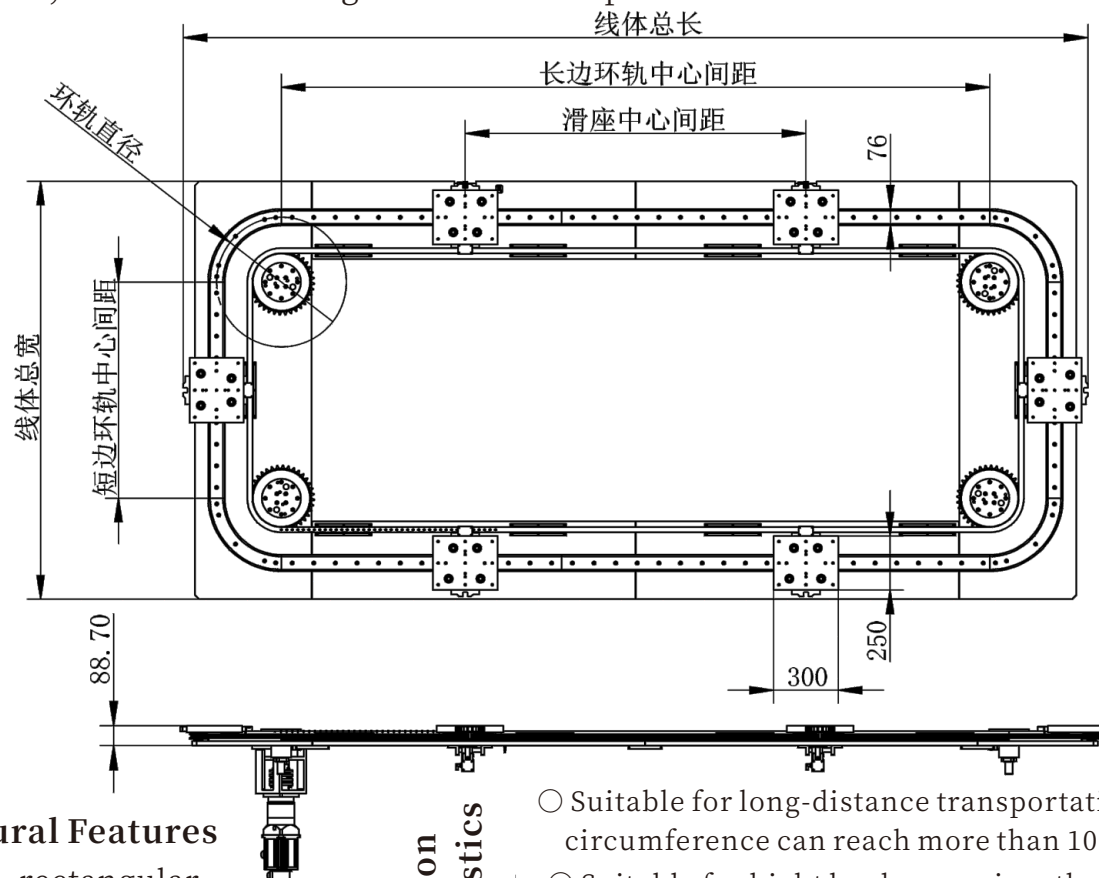 线体总长
长边环轨中心间距
滑座中心间距
环轨直径
76
线体总宽
短边环轨中心间距
250
300
88.70
ural Features
rectangular
on
stics
○ Suitable for long-distance transportati
circumference can reach more than 10